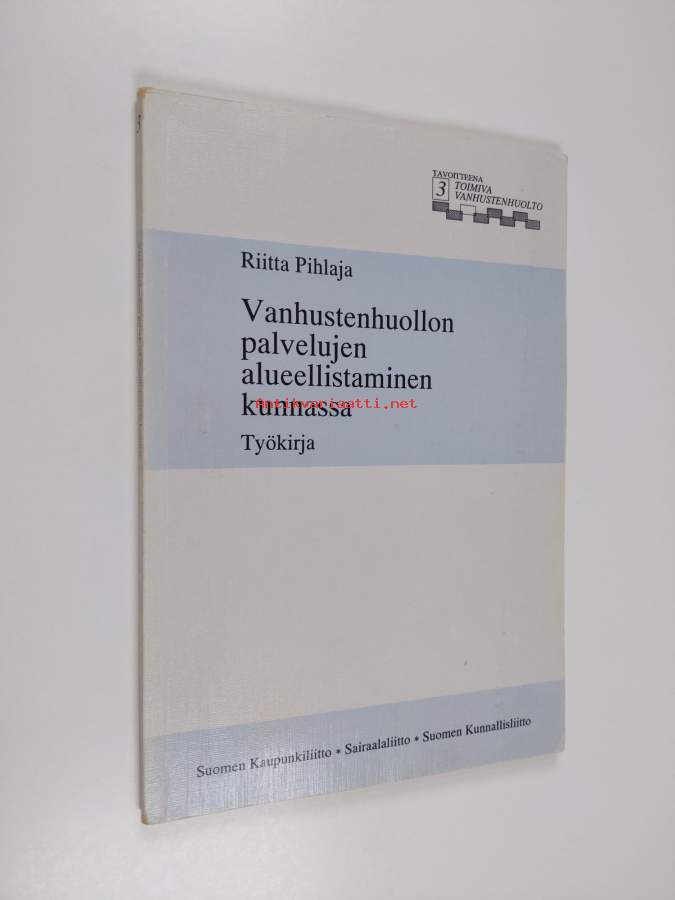 TAVOITTEENA
3 TOIMIVA
VANHUSTENHUOLTO
Riitta Pihlaja
Vanhustenhuollon
palvelujen
alueellistaminen
kunnassa
Antikvariaatti.net
Työkirja
Suomen Kaupunkiliitto * Sairaalaliitto * Suomen Kunnallisliitto